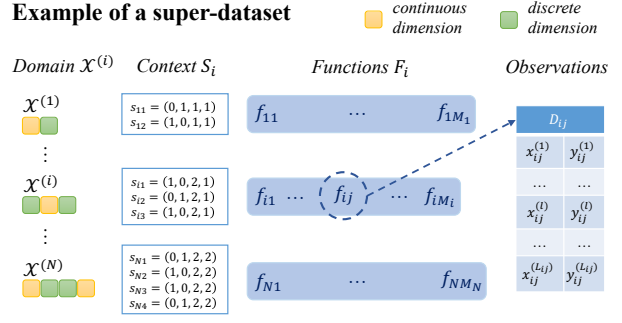 Example of a super-dataset
continuous dimension
discrete dimension
Domain 𝒳^(i) Context S_i Functions F_i Observations
𝒳^(1)
s_11 = (0,1,1,1)
s_12 = (1,0,1,1)
f_11 ⋯ f_1M_1
D_ij
x_ij^(1) y_ij^(1)
... ...
⋮
𝒳^(i)
s_i1 = (1,0,2,1)
s_i2 = (0,1,2,1)
s_i3 = (1,0,2,1)
f_i1 ⋯ f_ij ⋯ f_iM_i
x_ij^(l) y_ij^(l)
... ...
⋮
𝒳^(N)
s_N1 = (0,1,2,2)
s_N2 = (1,0,2,2)
s_N3 = (1,0,2,2)
s_N4 = (0,1,2,2)
f_N1 ⋯ f_NM_N
x_ij^(L_ij) y_ij^(L_ij)